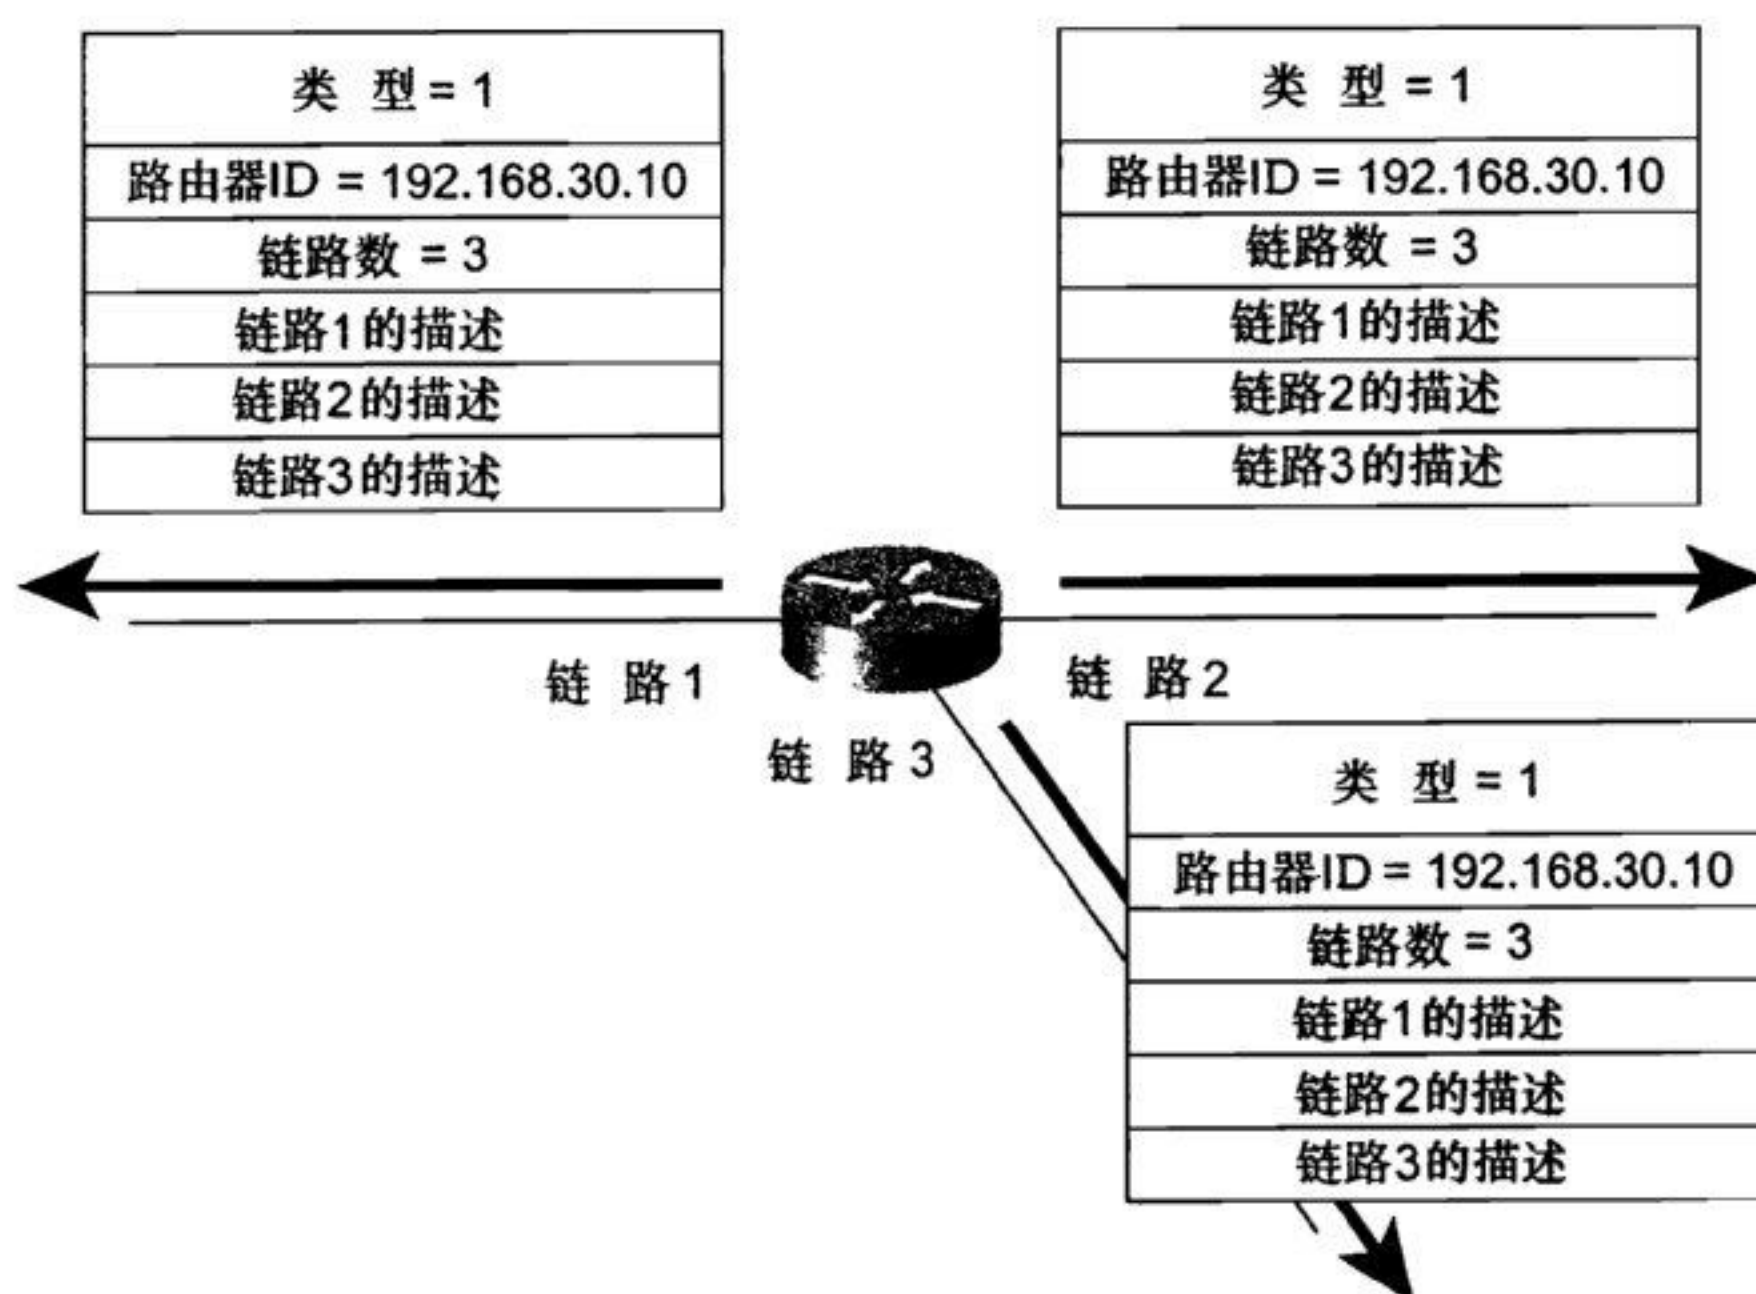 类 型 = 1
路由器ID = 192.168.30.10
链路数 = 3
链路1的描述
链路2的描述
链路3的描述
类 型 = 1
路由器ID = 192.168.30.10
链路数 = 3
链路1的描述
链路2的描述
链路3的描述
链 路 1
链 路 2
链 路 3
类 型 = 1
路由器ID = 192.168.30.10
链路数 = 3
链路1的描述
链路2的描述
链路3的描述